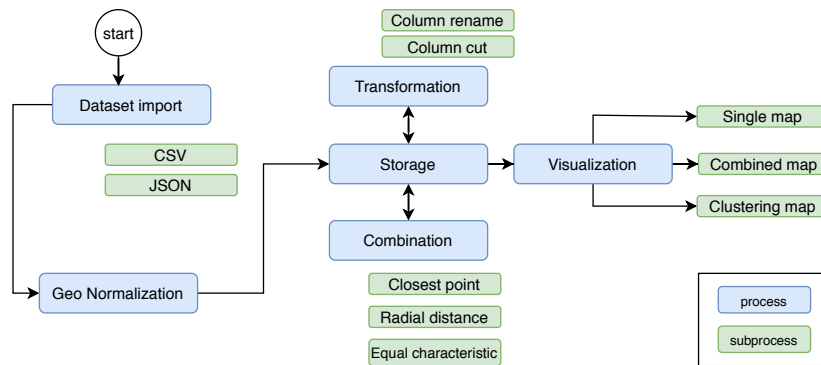 start
Dataset import
CSV
JSON
Geo Normalization
Column rename
Column cut
Transformation
Storage
Combination
Closest point
Radial distance
Equal characteristic
Visualization
Single map
Combined map
Clustering map
process
subprocess